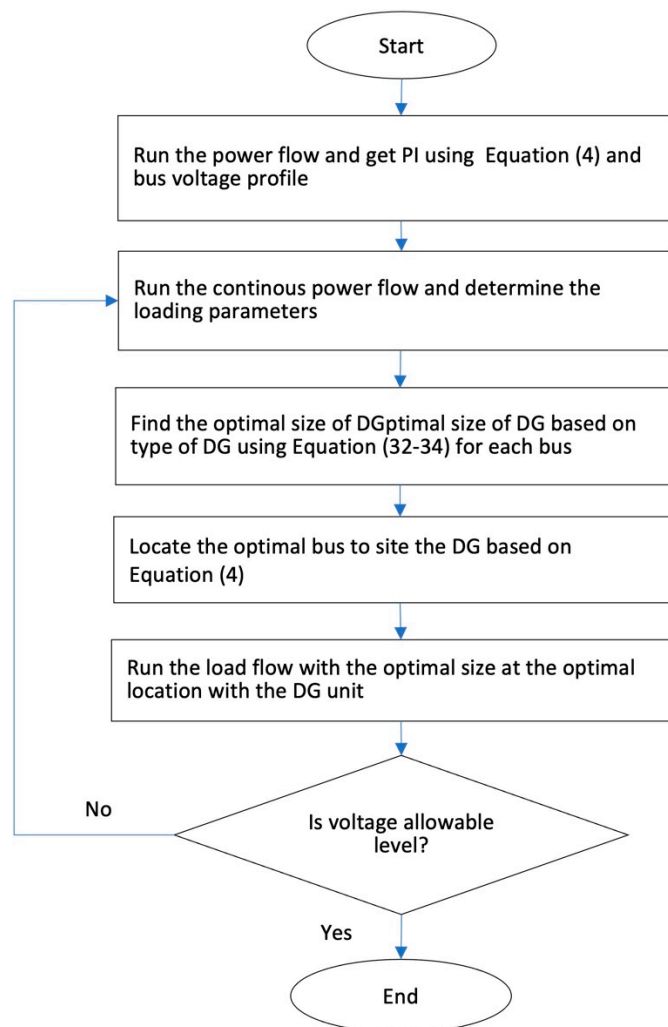 Start
Run the power flow and get PI using Equation (4) and
bus voltage profile
Run the continous power flow and determine the
loading parameters
Find the optimal size of DGptimal size of DG based on
type of DG using Equation (32-34) for each bus
Locate the optimal bus to site the DG based on
Equation (4)
Run the load flow with the optimal size at the optimal
location with the DG unit
Is voltage allowable
level?
No
Yes
End